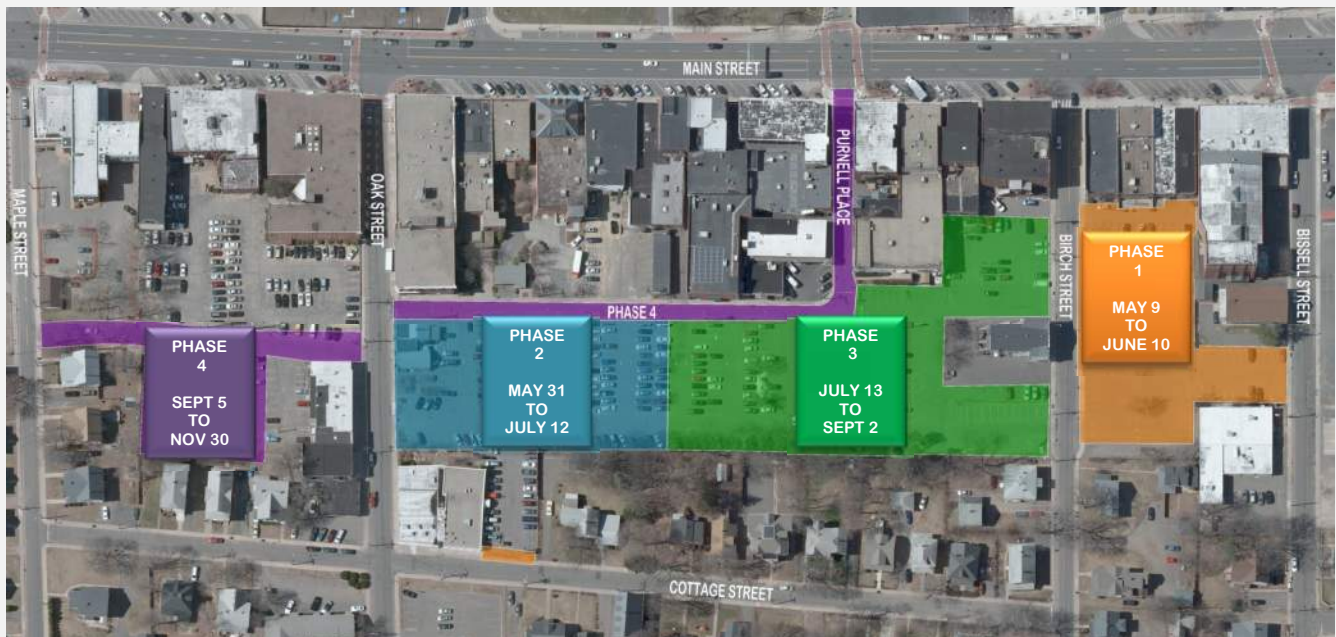 MAIN STREET
MAPLE STREET
OAK STREET
PURNELL PLACE
BIRCH STREET
BISSELL STREET
PHASE 4
PHASE
4
SEPT 5
TO
NOV 30
PHASE
2
MAY 31
TO
JULY 12
PHASE
3
JULY 13
TO
SEPT 2
PHASE
1
MAY 9
TO
JUNE 10
COTTAGE STREET